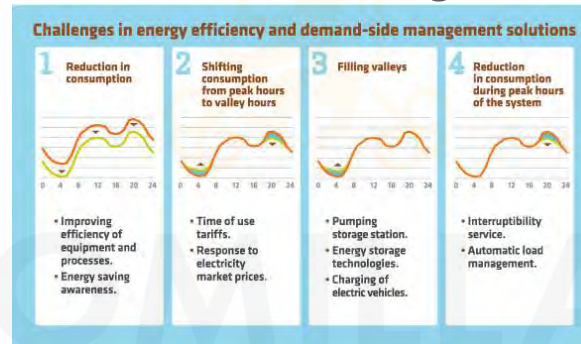 Challenges in energy efficiency and demand-side management solutions
1
Reduction in
consumption
0 4 8 12 16 20 24
• Improving
efficiency of
equipment and
processes.
• Energy saving
awareness.
2
Shifting
consumption
from peak hours
to valley hours
0 4 8 12 16 20 24
• Time of use
tariffs.
• Response to
electricity
market prices.
3
Filling valleys
0 4 8 12 16 20 24
• Pumping
storage station.
• Energy storage
technologies.
• Charging of
electric vehicles.
4
Reduction
in consumption
during peak hours
of the system
0 4 8 12 16 20 24
• Interruptibility
service.
• Automatic load
management.